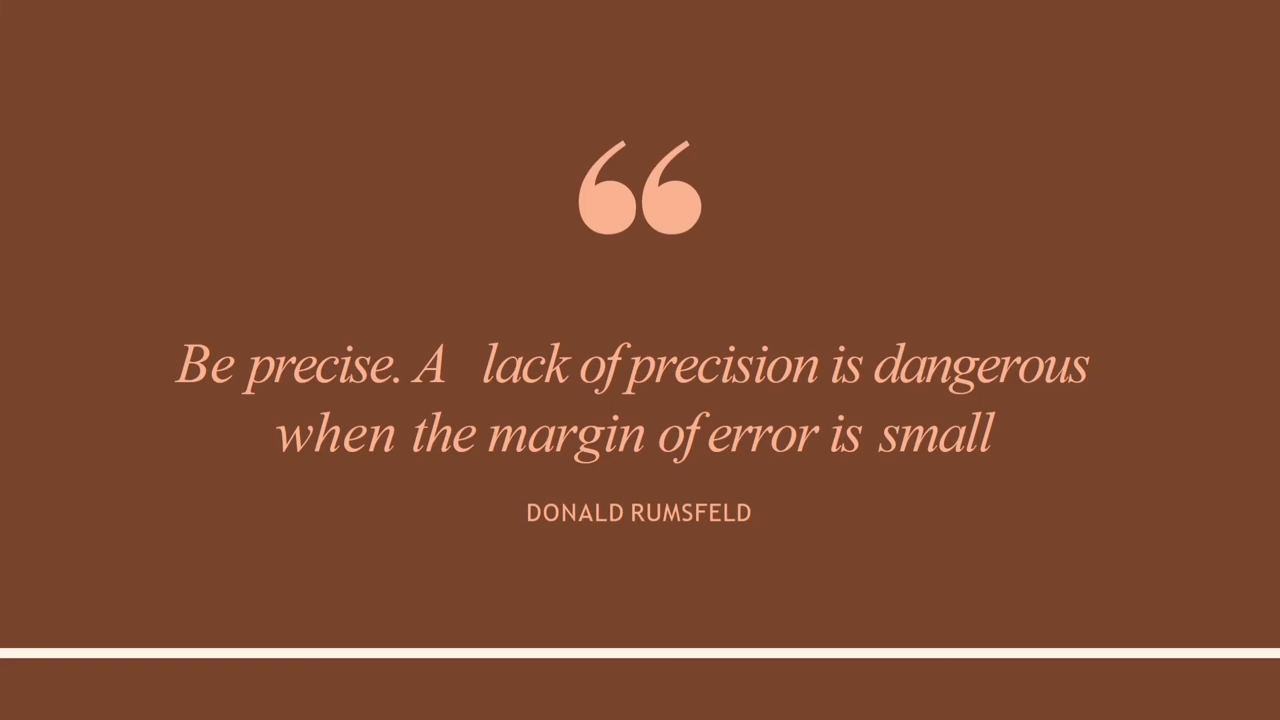 “
Be precise. A lack of precision is dangerous
when the margin of error is small
DONALD RUMSFELD